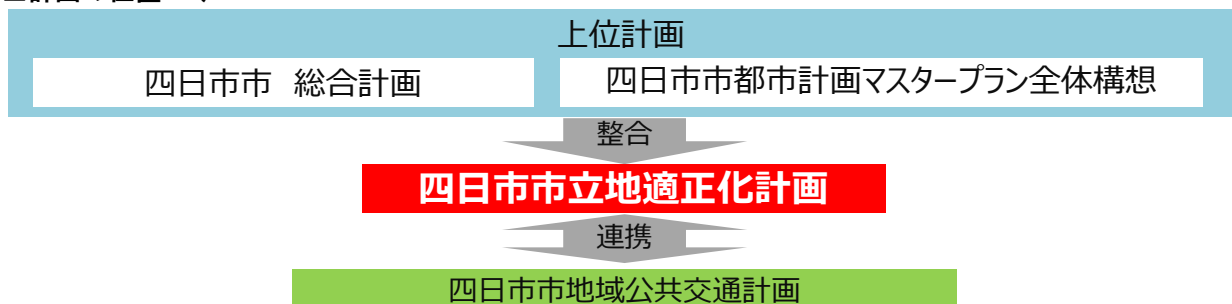 上位計画
四日市市 総合計画
四日市市都市計画マスタープラン全体構想
整合
四日市市立地適正化計画
連携
四日市市地域公共交通計画